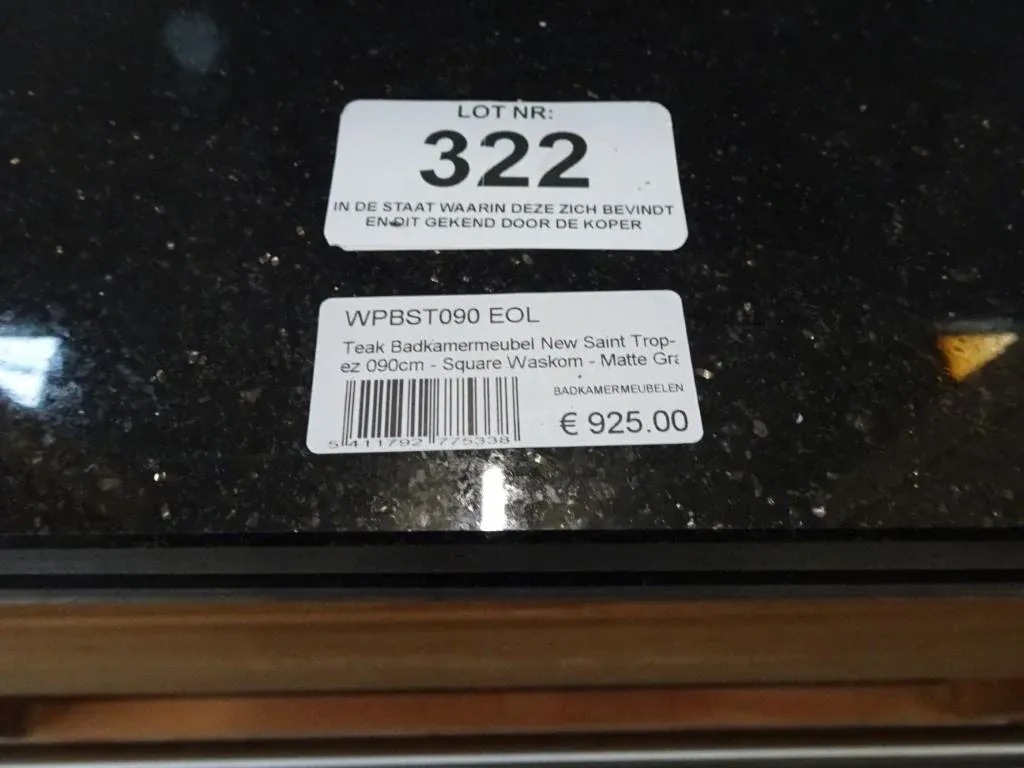 LOT NR:
322
IN DE STAAT WAARIN DEZE ZICH BEVINDT
EN DIT GEKEND DOOR DE KOPER
WPBST090 EOL
Teak Badkamermeubel New Saint Trop-
ez 090cm - Square Waskom - Matte Gra
BADKAMERMEUBELEN
€ 925.00
5 411792 775338